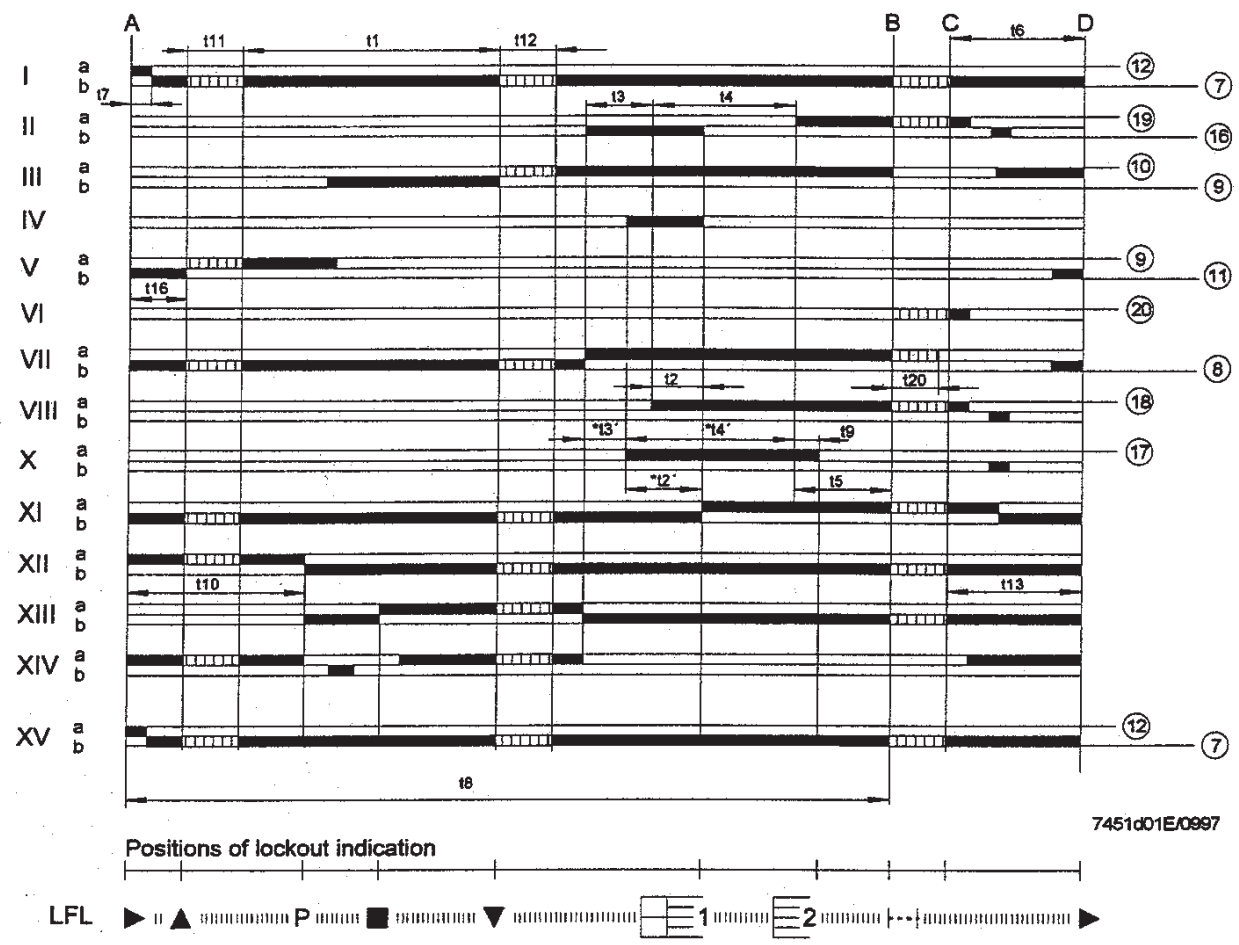 A B C D
t11 t1 t12 t6
I a b 12 7
t7 t3 t4
II a b 19 16
III a b 10 9
IV
V a b 9 11
t16
VI 20
VII a b 8
t2 t20
VIII a b 18
*t3´ *t4´ t9
X a b 17
*t2´ t5
XI a b
XII a b
t10 t13
XIII a b
XIV a b
XV a b 12 7
t8
7451d01E/0997
Positions of lockout indication
LFL P 1 2